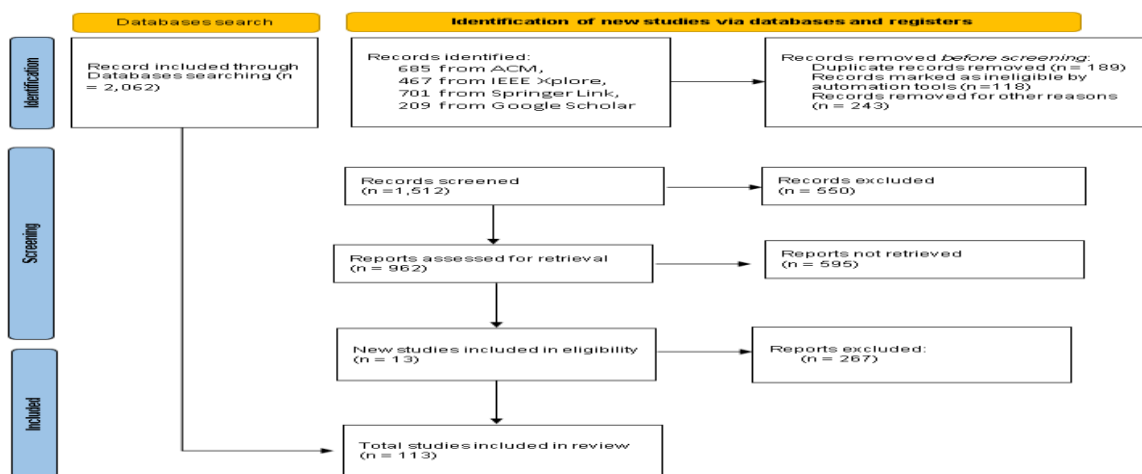 Databases search
Identification of new studies via databases and registers
Identification
Record included through
Databases searching (n
= 2,062)
Records identified:
685 from ACM,
467 from IEEE Xplore,
701 from Springer Link,
209 from Google Scholar
Records removed before screening:
Duplicate records removed (n = 189)
Records marked as ineligible by
automation tools (n=118)
Records removed for other reasons
(n = 243)
Screening
Records screened
(n =1,512)
Records excluded
(n = 550)
Reports assessed for retrieval
(n = 962)
Reports not retrieved
(n = 595)
New studies included in eligibility
(n = 13)
Reports excluded:
(n = 267)
Included
Total studies included in review
(n = 113)